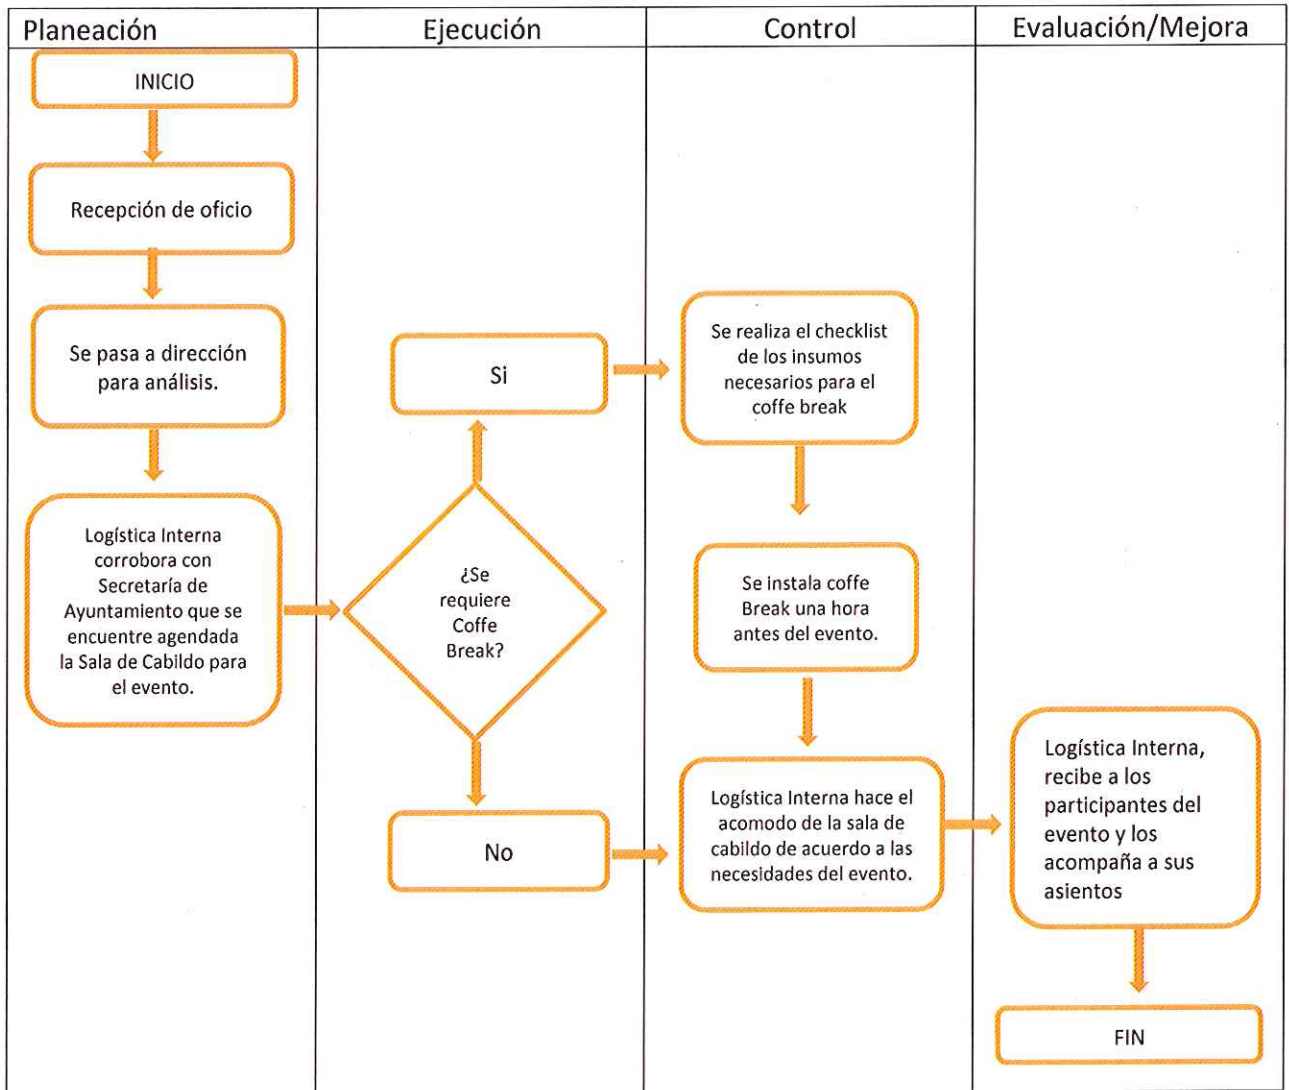 Planeación
Ejecución
Control
Evaluación/Mejora
INICIO
Recepción de oficio
Se pasa a dirección
para análisis.
Logística Interna
corrobora con
Secretaría de
Ayuntamiento que se
encuentre agendada
la Sala de Cabildo para
el evento.
¿Se
requiere
Coffe
Break?
Si
No
Se realiza el checklist
de los insumos
necesarios para el
coffe break
Se instala coffe
Break una hora
antes del evento.
Logística Interna hace el
acomodo de la sala de
cabildo de acuerdo a las
necesidades del evento.
Logística Interna,
recibe a los
participantes del
evento y los
acompaña a sus
asientos
FIN